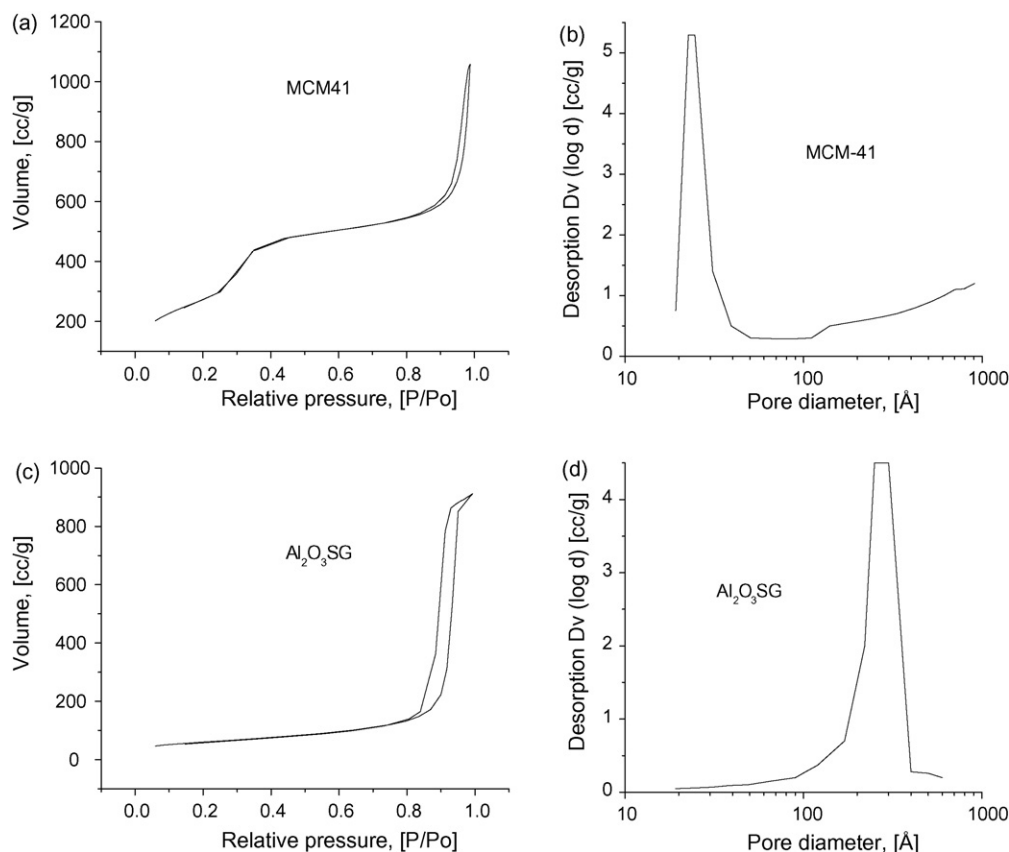 (a)
1200
1000
800
600
400
200
Volume, [cc/g]
MCM41
0.0 0.2 0.4 0.6 0.8 1.0
Relative pressure, [P/Po]
(b)
5
4
3
2
1
0
Desorption Dv (log d) [cc/g]
MCM-41
10 100 1000
Pore diameter, [Å]
(c)
1000
800
600
400
200
0
Volume, [cc/g]
Al₂O₃SG
0.0 0.2 0.4 0.6 0.8 1.0
Relative pressure, [P/Po]
(d)
4
3
2
1
0
Desorption Dv (log d) [cc/g]
Al₂O₃SG
10 100 1000
Pore diameter, [Å]